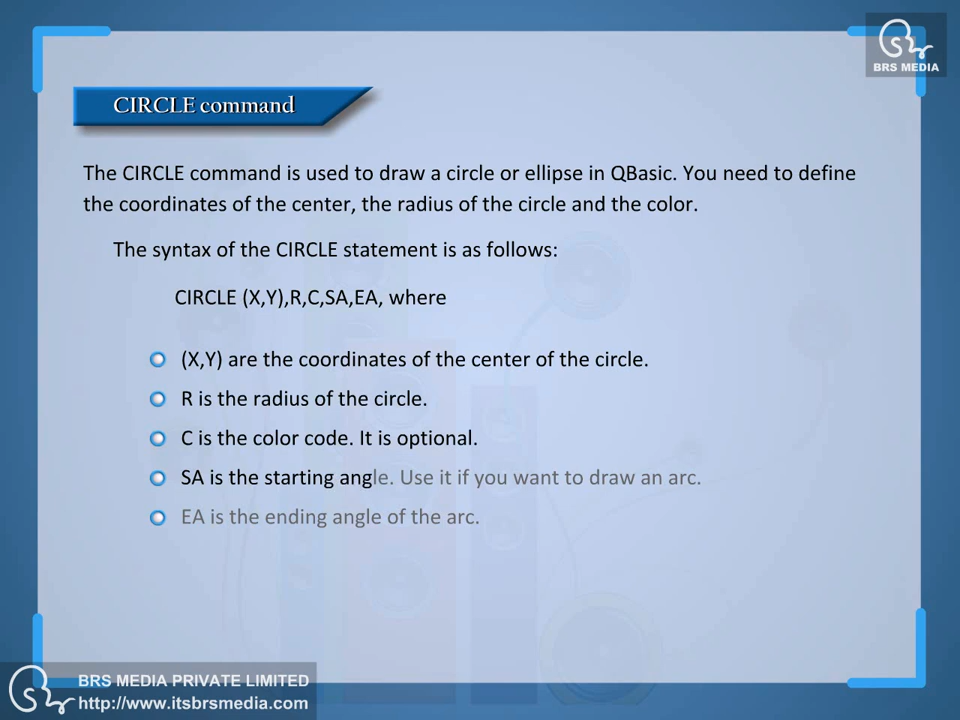 BRS MEDIA
CIRCLE command
The CIRCLE command is used to draw a circle or ellipse in QBasic. You need to define
the coordinates of the center, the radius of the circle and the color.
The syntax of the CIRCLE statement is as follows:
CIRCLE (X,Y),R,C,SA,EA, where
(X,Y) are the coordinates of the center of the circle.
R is the radius of the circle.
C is the color code. It is optional.
SA is the starting angle. Use it if you want to draw an arc.
EA is the ending angle of the arc.
BRS MEDIA PRIVATE LIMITED
http://www.itsbrsmedia.com